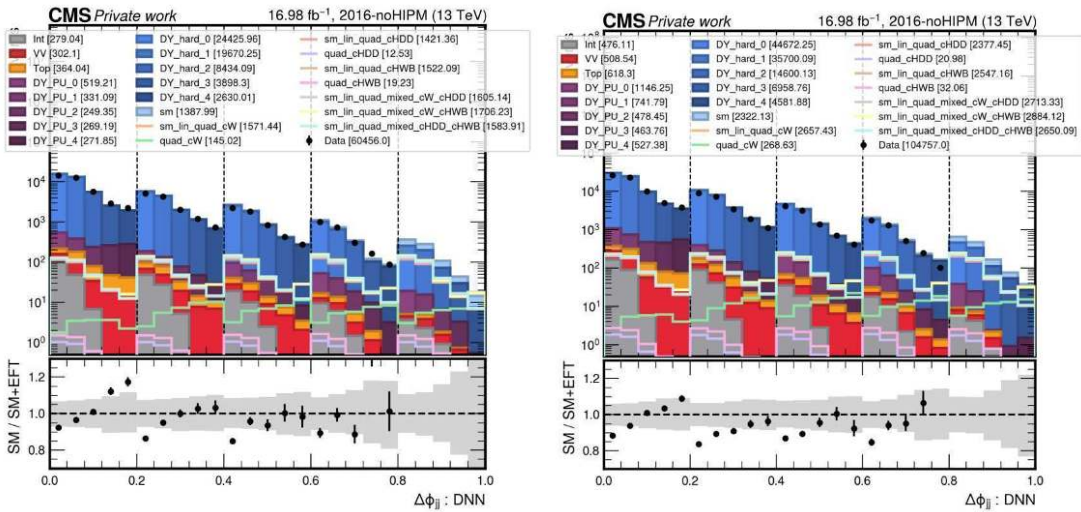 CMS Private work 16.98 fb⁻¹, 2016-noHIPM (13 TeV)
Int [279.04] DY_hard_0 [24425.96] sm_lin_quad_cHDD [1421.36]
VV [302.1] DY_hard_1 [19670.25] quad_cHDD [12.53]
Top [364.04] DY_hard_2 [8434.09] sm_lin_quad_cHWB [1522.09]
DY_PU_0 [519.21] DY_hard_3 [3898.3] quad_cHWB [19.23]
DY_PU_1 [331.09] DY_hard_4 [2630.01] sm_lin_quad_mixed_cW_cHDD [1605.14]
DY_PU_2 [249.35] sm [1387.99] sm_lin_quad_mixed_cW_cHWB [1706.23]
DY_PU_3 [269.19] sm_lin_quad_cW [1571.44] sm_lin_quad_mixed_cHDD_cHWB [1583.91]
DY_PU_4 [271.85] quad_cW [145.02] Data [60456.0]
10⁴
10³
10²
10¹
10⁰
SM / SM+EFT
1.2
1.0
0.8
0.0 0.2 0.4 0.6 0.8 1.0
Δϕjj : DNN
CMS Private work 16.98 fb⁻¹, 2016-noHIPM (13 TeV)
10⁸
Int [476.11] DY_hard_0 [44672.25] sm_lin_quad_cHDD [2377.45]
VV [508.54] DY_hard_1 [35700.09] quad_cHDD [20.98]
Top [618.3] DY_hard_2 [14600.13] sm_lin_quad_cHWB [2547.16]
DY_PU_0 [1146.25] DY_hard_3 [6958.76] quad_cHWB [32.06]
DY_PU_1 [741.79] DY_hard_4 [4581.88] sm_lin_quad_mixed_cW_cHDD [2713.33]
DY_PU_2 [478.45] sm [2322.13] sm_lin_quad_mixed_cW_cHWB [2884.12]
DY_PU_3 [463.76] sm_lin_quad_cW [2657.43] sm_lin_quad_mixed_cHDD_cHWB [2650.09]
DY_PU_4 [527.38] quad_cW [268.63] Data [104757.0]
10⁴
10³
10²
10¹
10⁰
SM / SM+EFT
1.2
1.0
0.8
0.0 0.2 0.4 0.6 0.8 1.0
Δϕjj : DNN